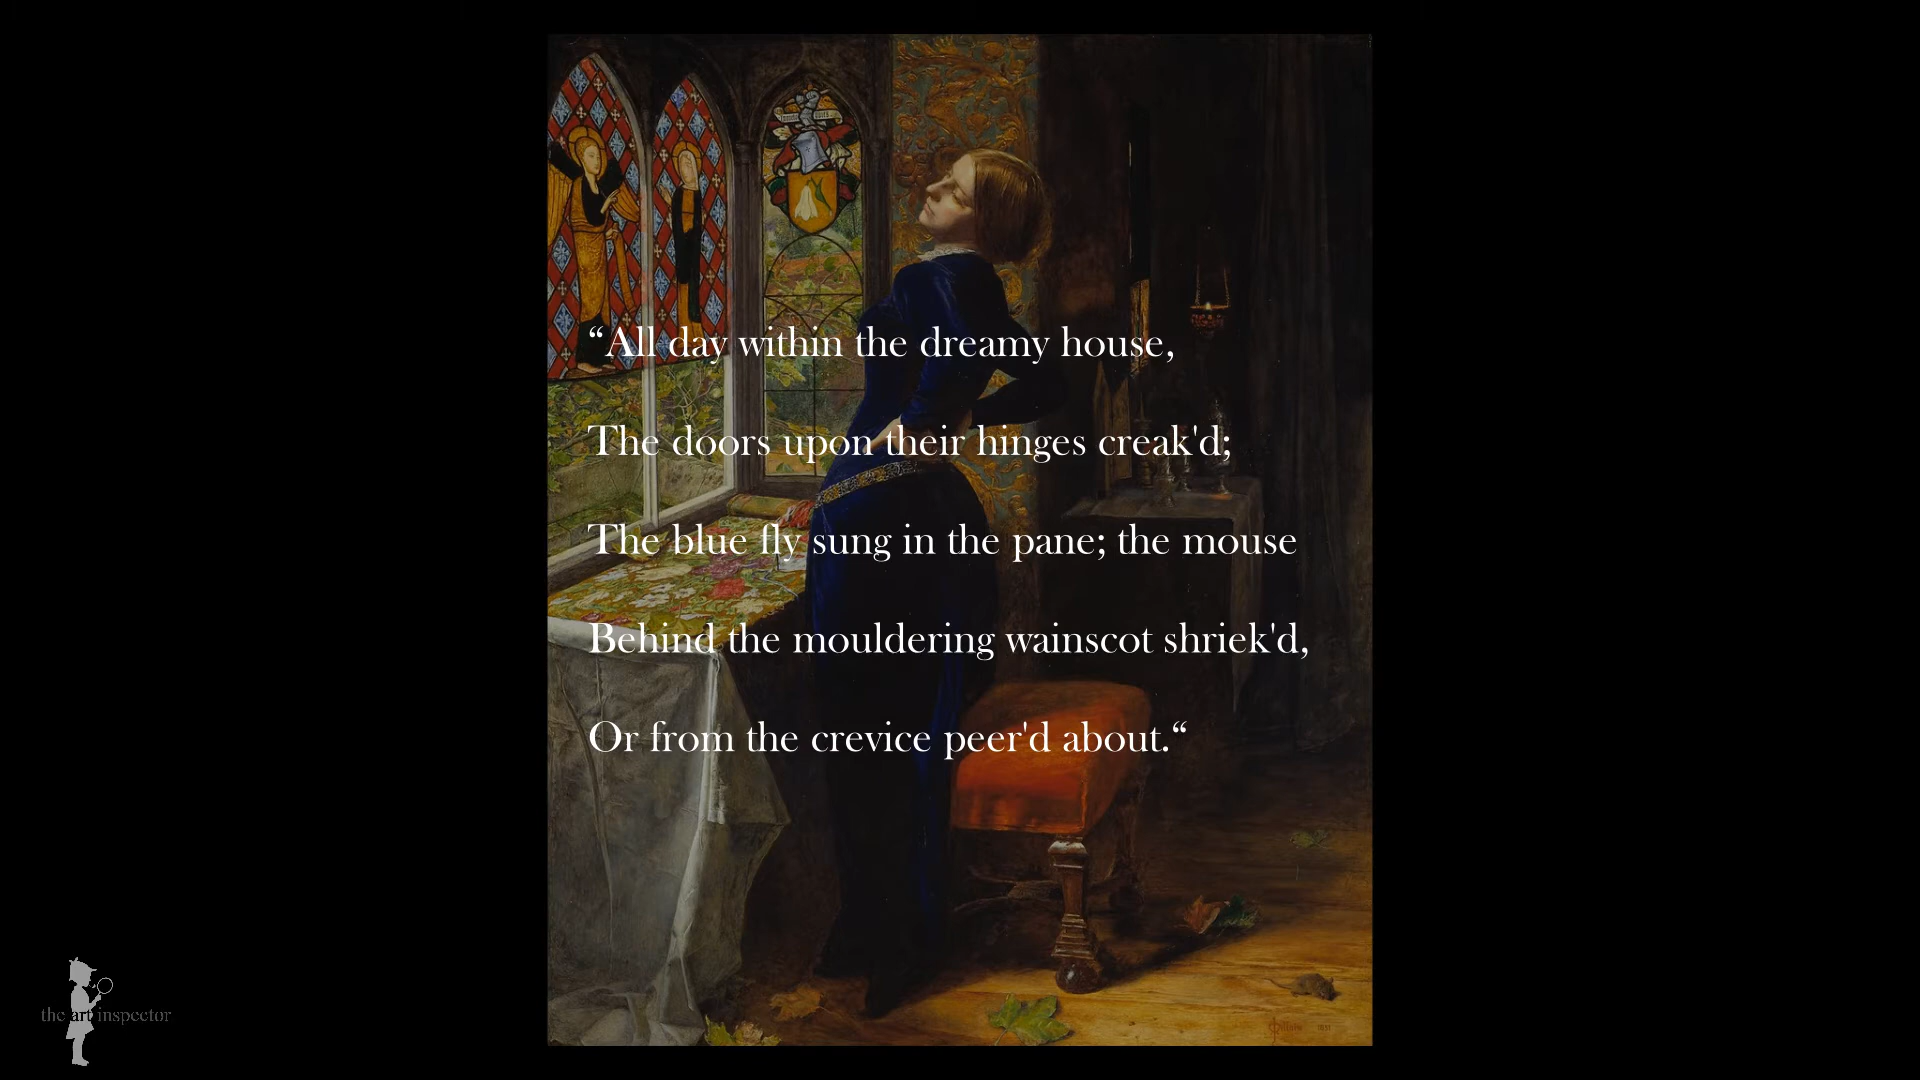 “All day within the dreamy house,
The doors upon their hinges creak'd;
The blue fly sung in the pane; the mouse
Behind the mouldering wainscot shriek'd,
Or from the crevice peer'd about.“
the art inspector